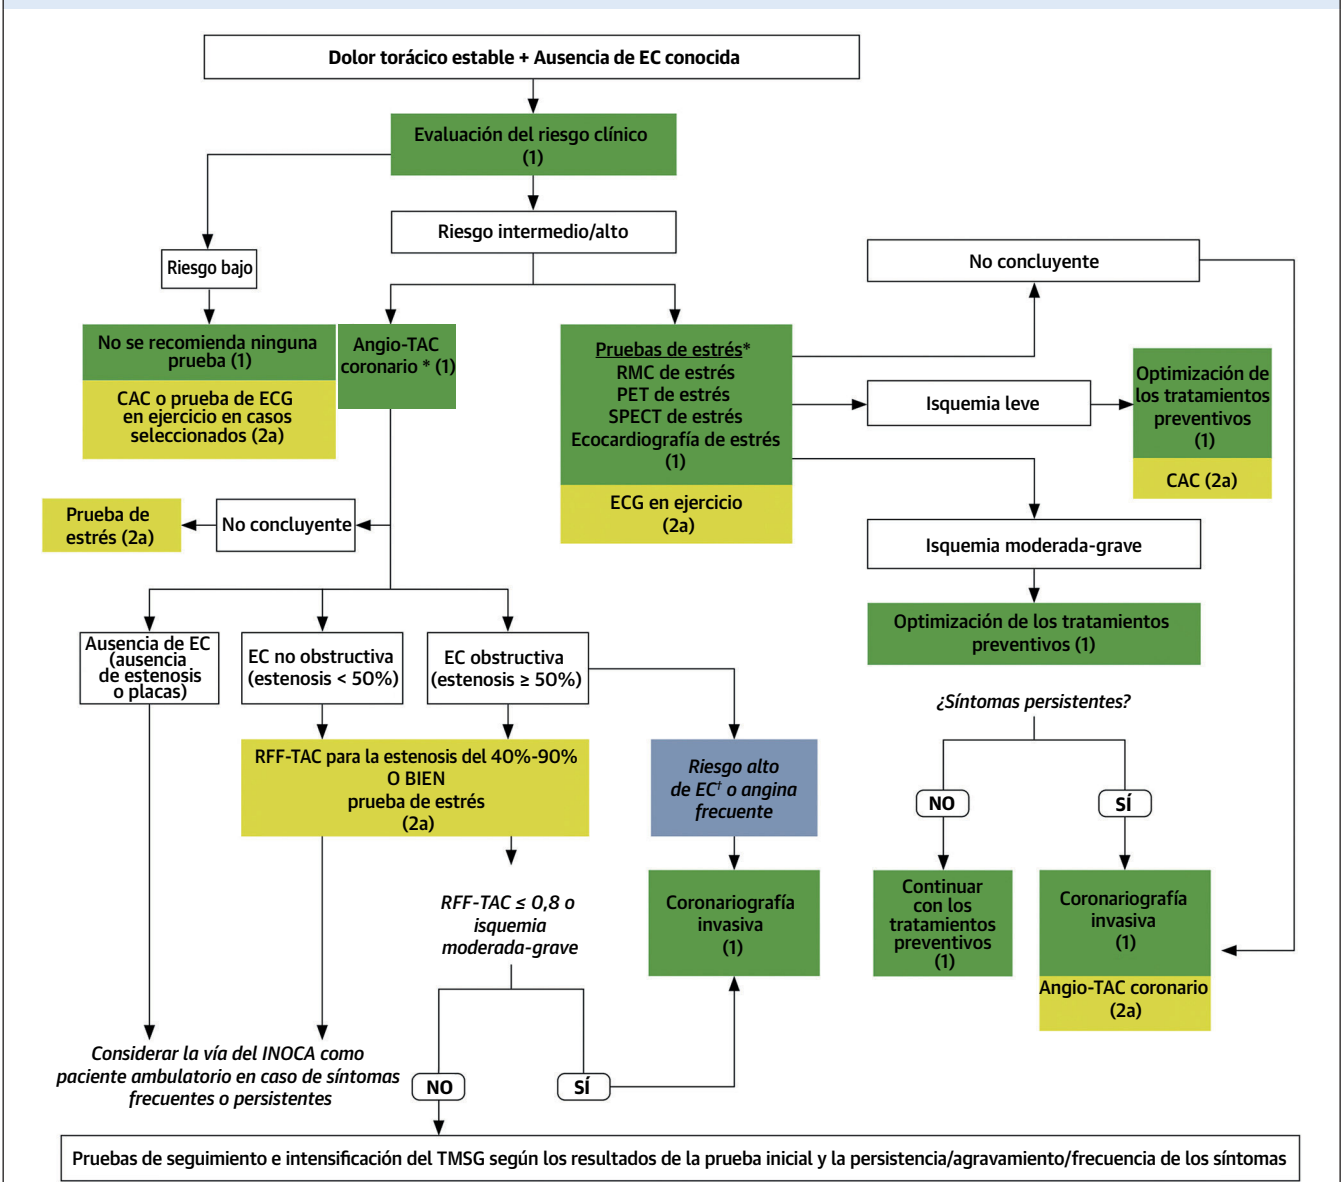 Dolor torácico estable + Ausencia de EC conocida
Evaluación del riesgo clínico
(1)
Riesgo intermedio/alto
Riesgo bajo
No se recomienda ninguna
prueba (1)
CAC o prueba de ECG
en ejercicio en casos
seleccionados (2a)
Angio-TAC
coronario * (1)
Pruebas de estrés*
RMC de estrés
PET de estrés
SPECT de estrés
Ecocardiografía de estrés
(1)
ECG en ejercicio
(2a)
No concluyente
Isquemia leve
Optimización de
los tratamientos
preventivos
(1)
CAC (2a)
Isquemia moderada-grave
Optimización de los tratamientos
preventivos (1)
¿Síntomas persistentes?
NO
SÍ
Continuar
con los
tratamientos
preventivos
(1)
Coronariografía
invasiva
(1)
Angio-TAC coronario
(2a)
No concluyente
Prueba de
estrés (2a)
Ausencia de EC
(ausencia
de estenosis
o placas)
EC no obstructiva
(estenosis < 50%)
EC obstructiva
(estenosis ≥ 50%)
RFF-TAC para la estenosis del 40%-90%
O BIEN
prueba de estrés
(2a)
Riesgo alto
de EC† o angina
frecuente
Coronariografía
invasiva
(1)
RFF-TAC ≤ 0,8 o
isquemia
moderada-grave
NO
SÍ
Considerar la vía del INOCA como
paciente ambulatorio en caso de síntomas
frecuentes o persistentes
Pruebas de seguimiento e intensificación del TMSG según los resultados de la prueba inicial y la persistencia/agravamiento/frecuencia de los síntomas